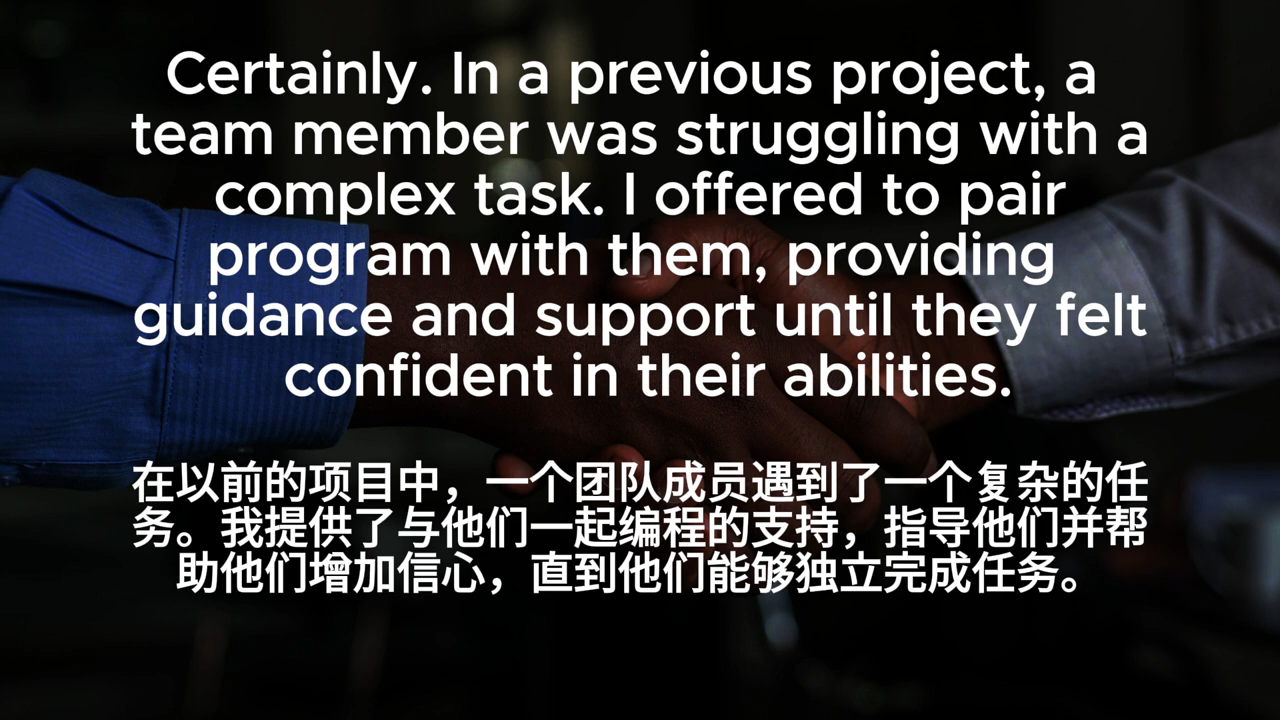 Certainly. In a previous project, a
team member was struggling with a
complex task. I offered to pair
program with them, providing
guidance and support until they felt
confident in their abilities.
在以前的项目中，一个团队成员遇到了一个复杂的任
务。我提供了与他们一起编程的支持，指导他们并帮
助他们增加信心，直到他们能够独立完成任务。